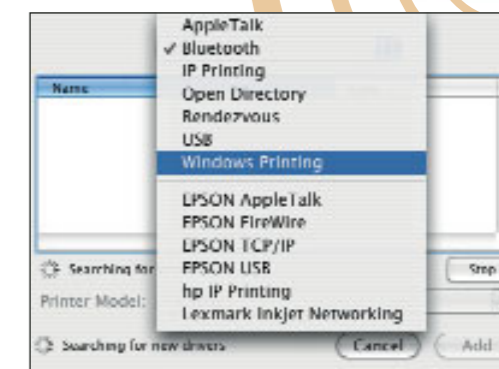 AppleTalk
✓ Bluetooth
IP Printing
Name
Open Directory
Rendezvous
USB
Windows Printing
EPSON AppleTalk
EPSON FireWire
EPSON TCP/IP
Searching for
EPSON USB
Stop
hp IP Printing
Printer Model:
Lexmark Inkjet Networking
Searching for new drivers
Cancel
Add